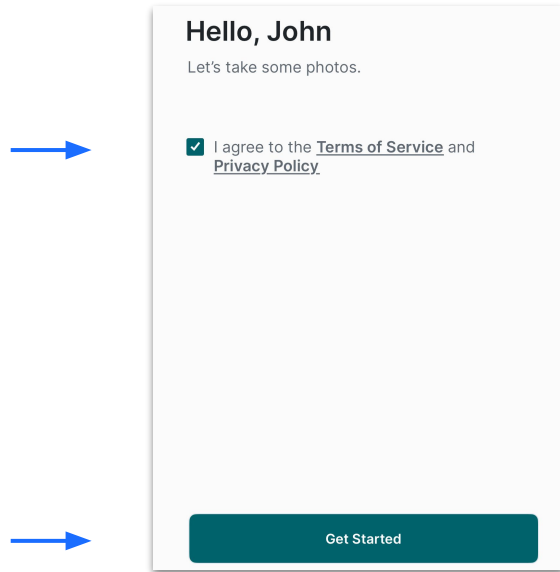 Hello, John
Let's take some photos.
I agree to the Terms of Service and
Privacy Policy
Get Started